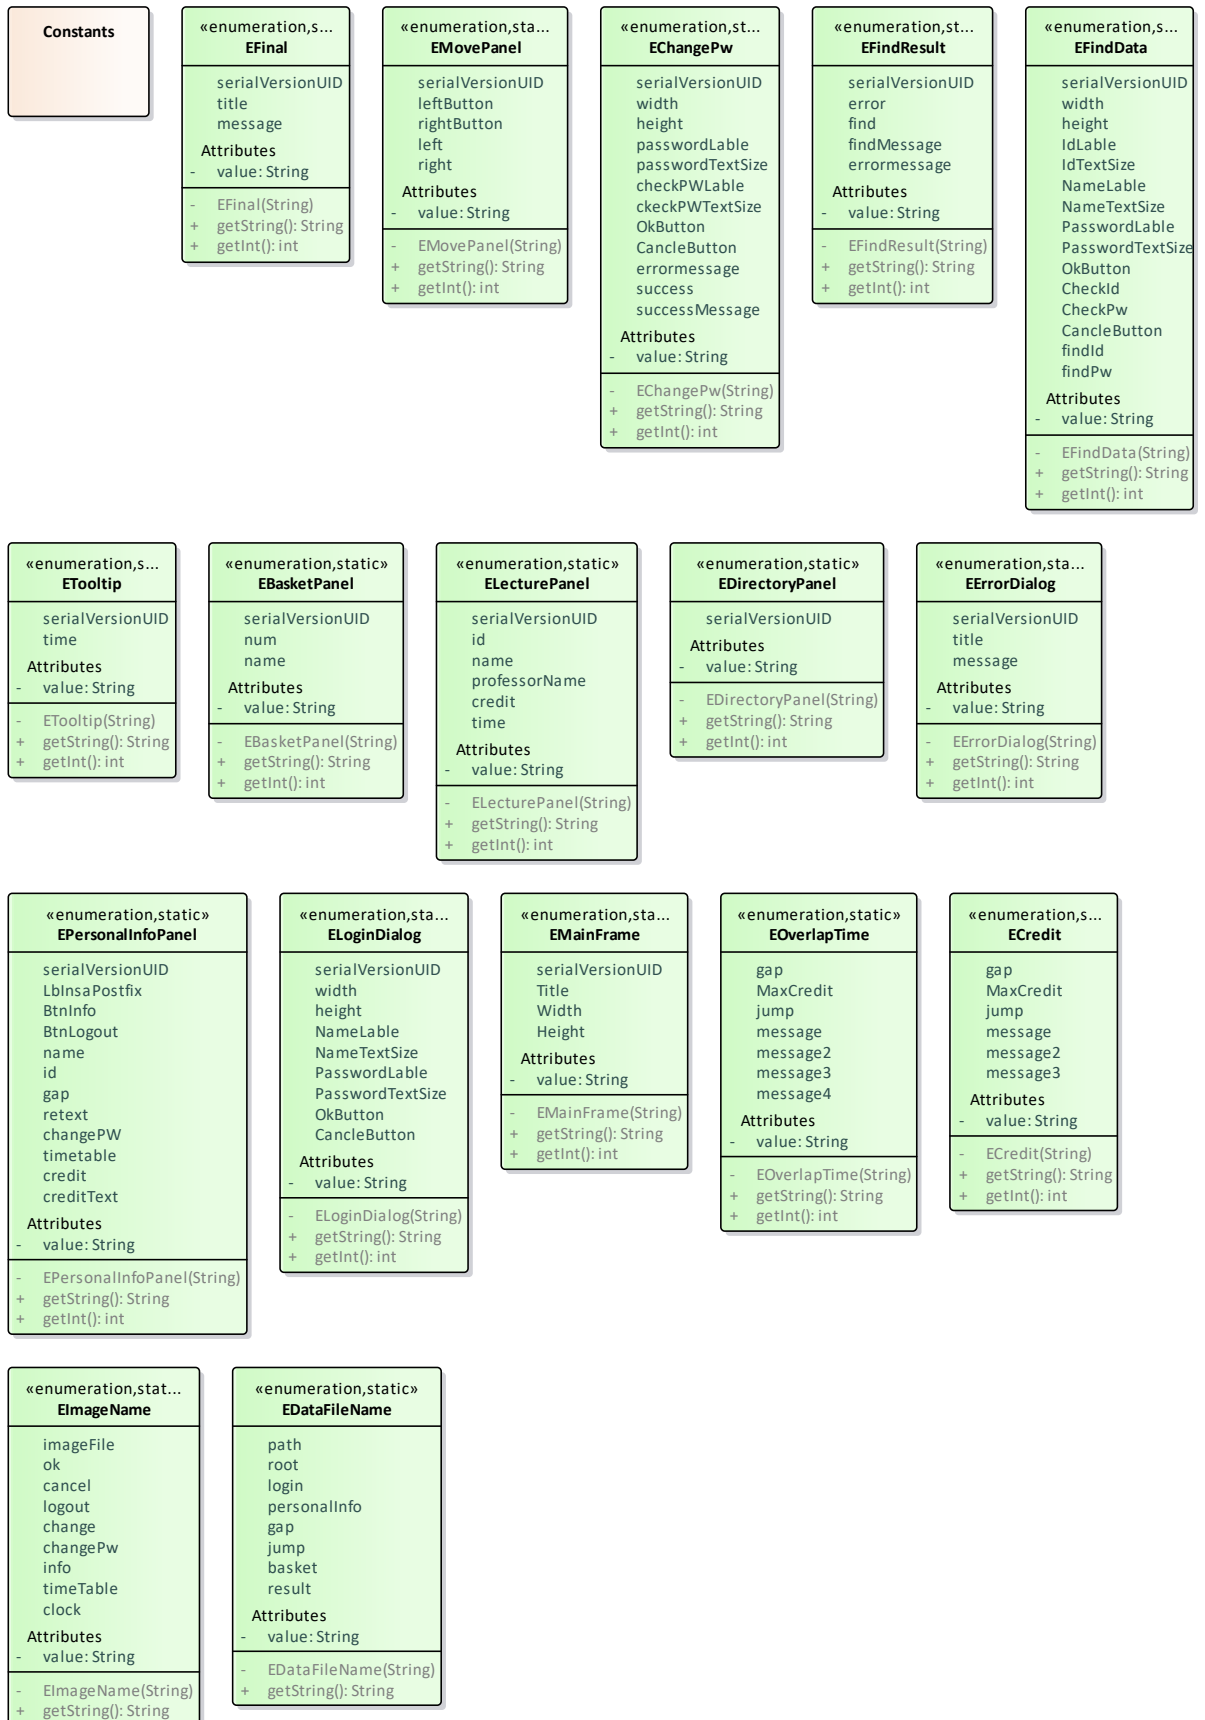 Constants
«enumeration,s...
EFinal
serialVersionUID
title
message
Attributes
- value: String
- EFinal(String)
+ getString(): String
+ getInt(): int
«enumeration,sta...
EMovePanel
serialVersionUID
leftButton
rightButton
left
right
Attributes
- value: String
- EMovePanel(String)
+ getString(): String
+ getInt(): int
«enumeration,st...
EChangePw
serialVersionUID
width
height
passwordLable
passwordTextSize
checkPWLable
ckeckPWTextSize
OkButton
CancleButton
errormessage
success
successMessage
Attributes
- value: String
- EChangePw(String)
+ getString(): String
+ getInt(): int
«enumeration,st...
EFindResult
serialVersionUID
error
find
findMessage
errormessage
Attributes
- value: String
- EFindResult(String)
+ getString(): String
+ getInt(): int
«enumeration,s...
EFindData
serialVersionUID
width
height
IdLable
IdTextSize
NameLable
NameTextSize
PasswordLable
PasswordTextSize
OkButton
CheckId
CheckPw
CancleButton
findId
findPw
Attributes
- value: String
- EFindData(String)
+ getString(): String
+ getInt(): int
«enumeration,s...
ETooltip
serialVersionUID
time
Attributes
- value: String
- ETooltip(String)
+ getString(): String
+ getInt(): int
«enumeration,static»
EBasketPanel
serialVersionUID
num
name
Attributes
- value: String
- EBasketPanel(String)
+ getString(): String
+ getInt(): int
«enumeration,static»
ELecturePanel
serialVersionUID
id
name
professorName
credit
time
Attributes
- value: String
- ELecturePanel(String)
+ getString(): String
+ getInt(): int
«enumeration,static»
EDirectoryPanel
serialVersionUID
Attributes
- value: String
- EDirectoryPanel(String)
+ getString(): String
+ getInt(): int
«enumeration,sta...
EErrorDialog
serialVersionUID
title
message
Attributes
- value: String
- EErrorDialog(String)
+ getString(): String
+ getInt(): int
«enumeration,static»
EPersonalInfoPanel
serialVersionUID
LbInsaPostfix
BtnInfo
BtnLogout
name
id
gap
retext
changePW
timetable
credit
creditText
Attributes
- value: String
- EPersonalInfoPanel(String)
+ getString(): String
+ getInt(): int
«enumeration,sta...
ELoginDialog
serialVersionUID
width
height
NameLable
NameTextSize
PasswordLable
PasswordTextSize
OkButton
CancleButton
Attributes
- value: String
- ELoginDialog(String)
+ getString(): String
+ getInt(): int
«enumeration,sta...
EMainFrame
serialVersionUID
Title
Width
Height
Attributes
- value: String
- EMainFrame(String)
+ getString(): String
+ getInt(): int
«enumeration,static»
EOverlapTime
gap
MaxCredit
jump
message
message2
message3
message4
Attributes
- value: String
- EOverlapTime(String)
+ getString(): String
+ getInt(): int
«enumeration,s...
ECredit
gap
MaxCredit
jump
message
message2
message3
Attributes
- value: String
- ECredit(String)
+ getString(): String
+ getInt(): int
«enumeration,stat...
EImageName
imageFile
ok
cancel
logout
change
changePw
info
timeTable
clock
Attributes
- value: String
- EImageName(String)
+ getString(): String
«enumeration,static»
EDataFileName
path
root
login
personalInfo
gap
jump
basket
result
Attributes
- value: String
- EDataFileName(String)
+ getString(): String